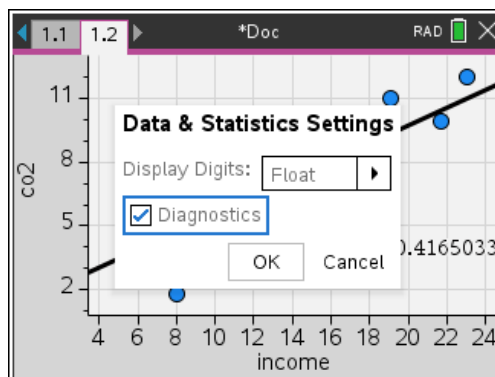 1.1 1.2 *Doc RAD
11
8
5
2
co2
Data & Statistics Settings
Display Digits: Float
Diagnostics
OK Cancel
0.4165033
4 6 8 10 12 14 16 18 20 22 24
income